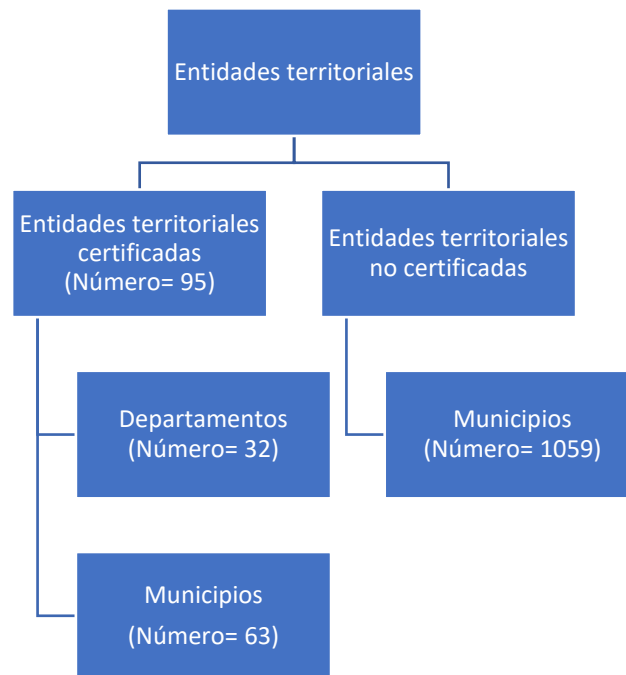 Entidades territoriales
Entidades territoriales
certificadas
(Número= 95)
Entidades territoriales
no certificadas
Departamentos
(Número= 32)
Municipios
(Número= 1059)
Municipios
(Número= 63)